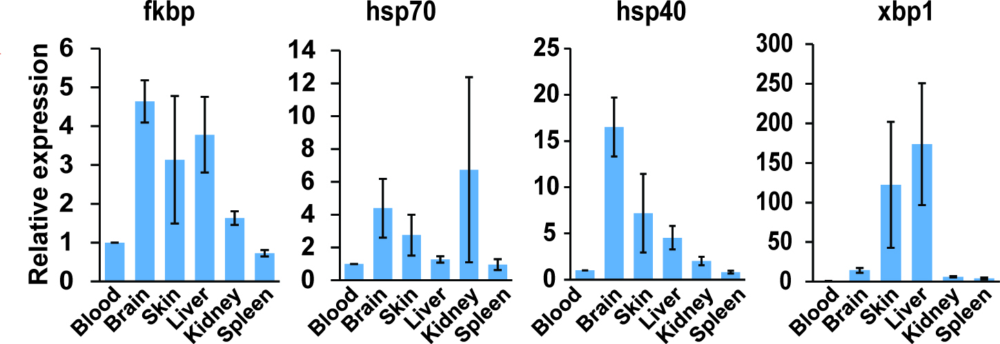 fkbp
Relative expression
6
5
4
3
2
1
0
Blood
Brain
Skin
Liver
Kidney
Spleen
hsp70
14
12
10
8
6
4
2
0
Blood
Brain
Skin
Liver
Kidney
Spleen
hsp40
25
20
15
10
5
0
Blood
Brain
Skin
Liver
Kidney
Spleen
xbp1
300
250
200
150
100
50
0
Blood
Brain
Skin
Liver
Kidney
Spleen